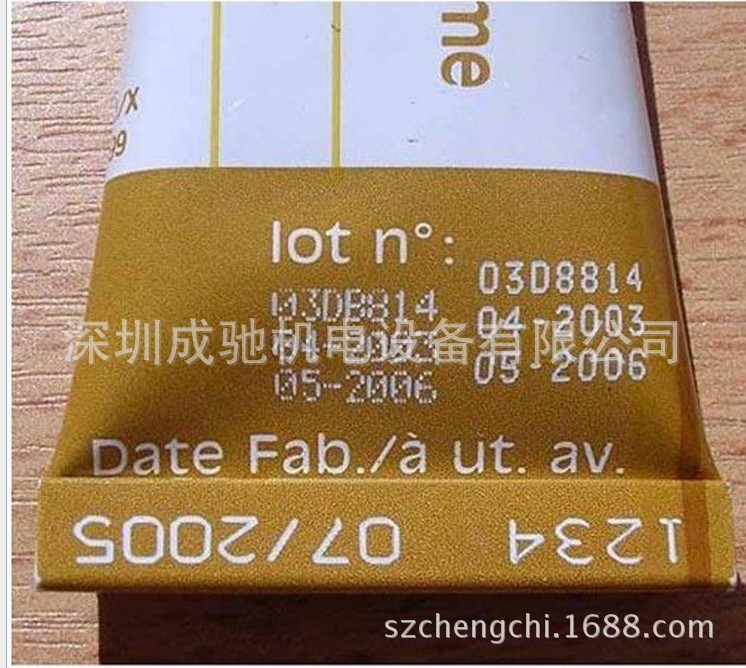 me
/X
99
lot n°:
03D8814
04-2003
05-2006
03D8814
04-2003
05-2006
深圳成驰机电设备有限公司
Date Fab./à ut. av.
07/2005 1234
szchengchi.1688.com